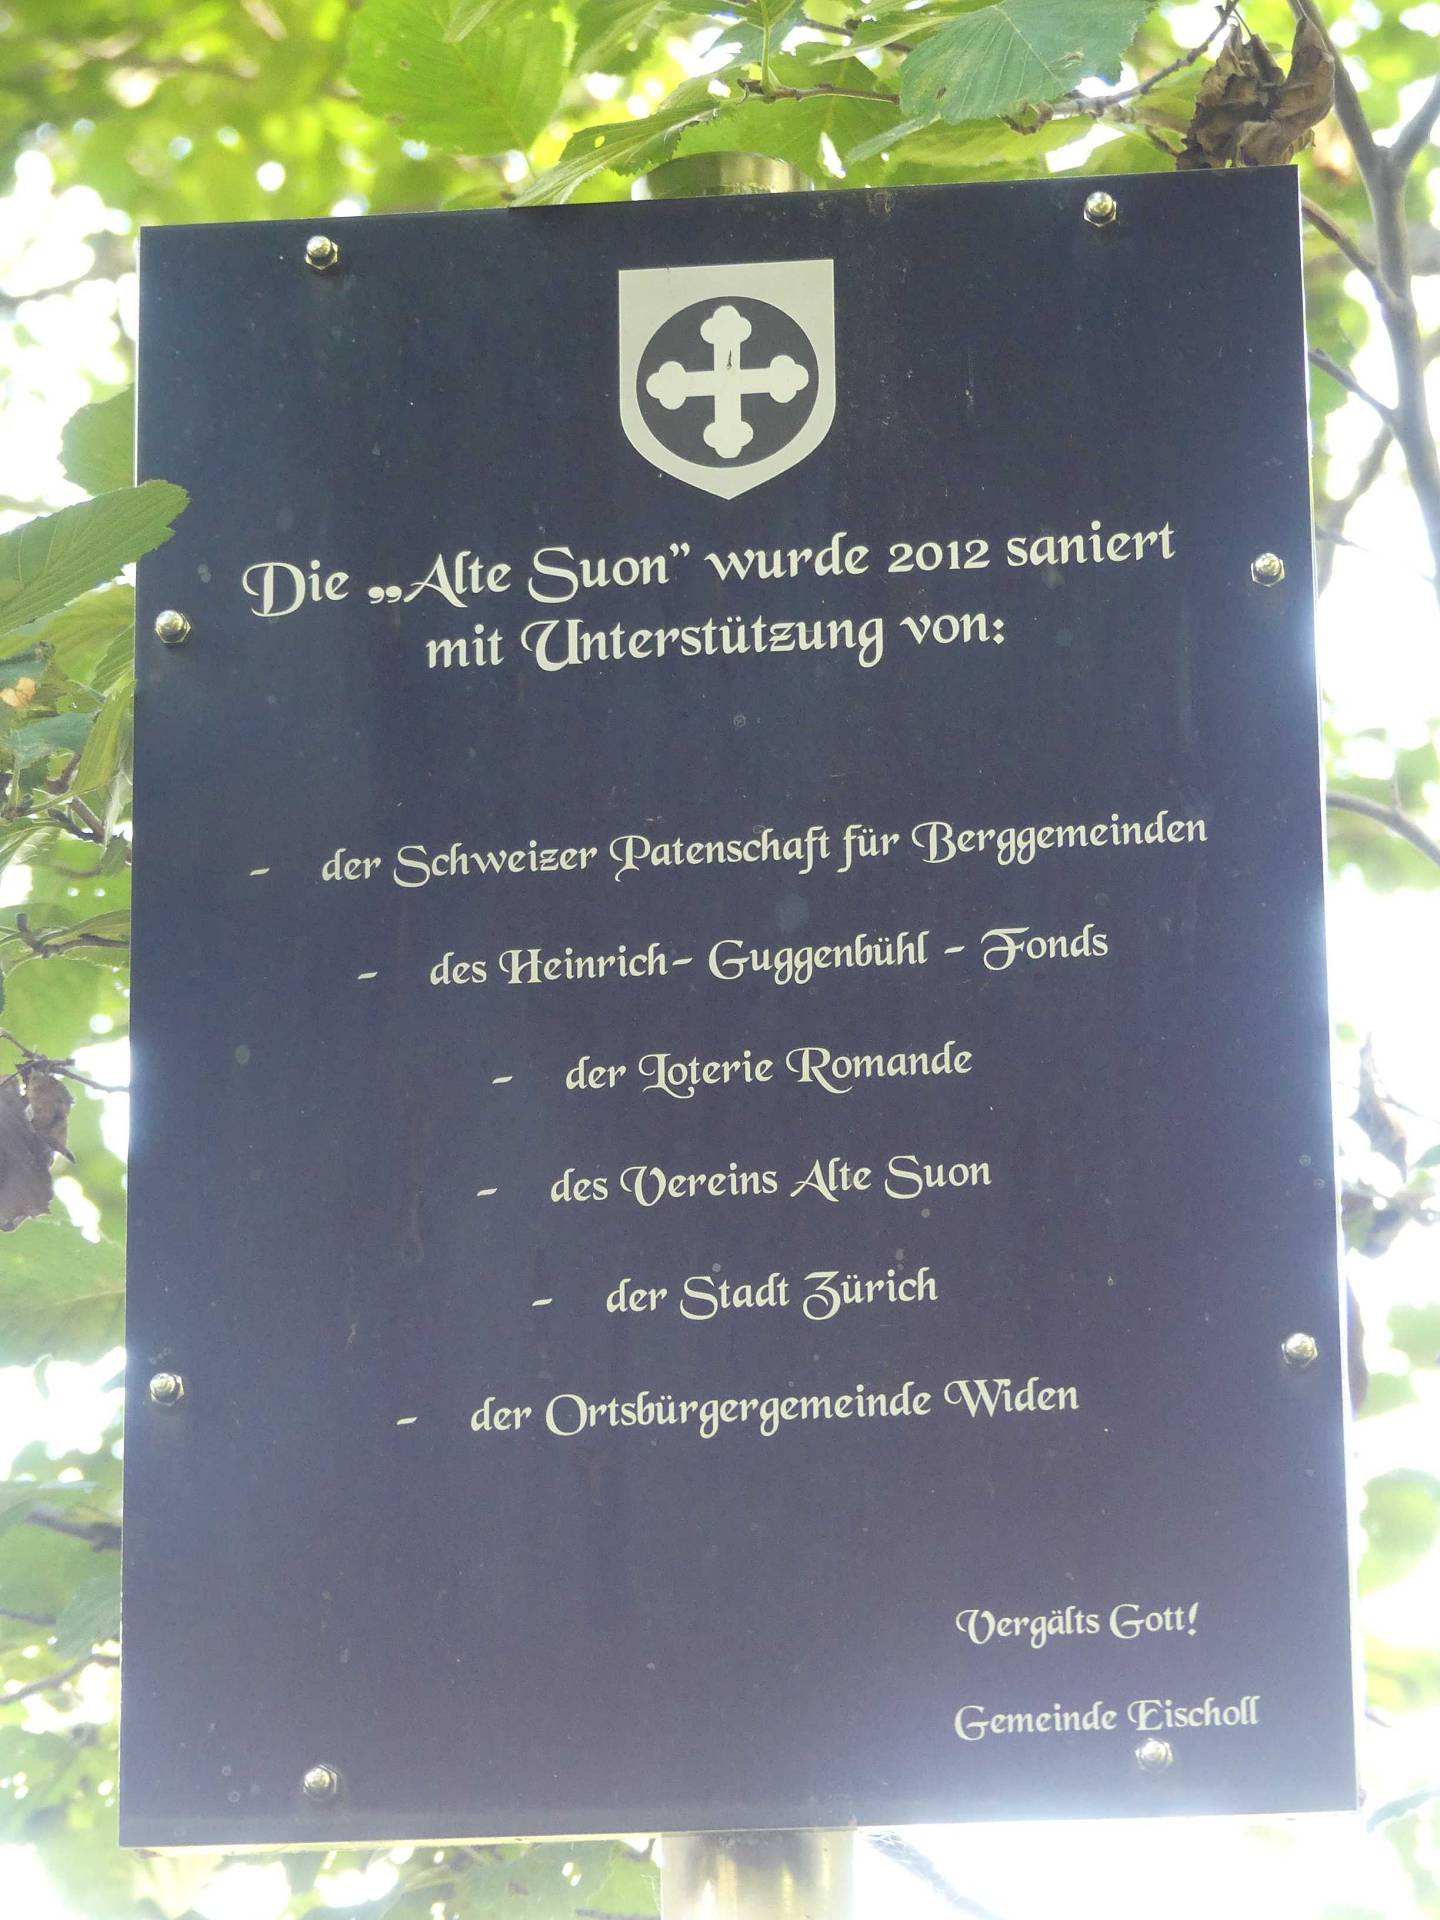 Die „Alte Suon” wurde 2012 saniert
mit Unterstützung von:
- der Schweizer Patenschaft für Berggemeinden
- des Heinrich- Guggenbühl - Fonds
- der Loterie Romande
- des Vereins Alte Suon
- der Stadt Zürich
- der Ortsbürgergemeinde Widen
Vergälts Gott!
Gemeinde Eischoll